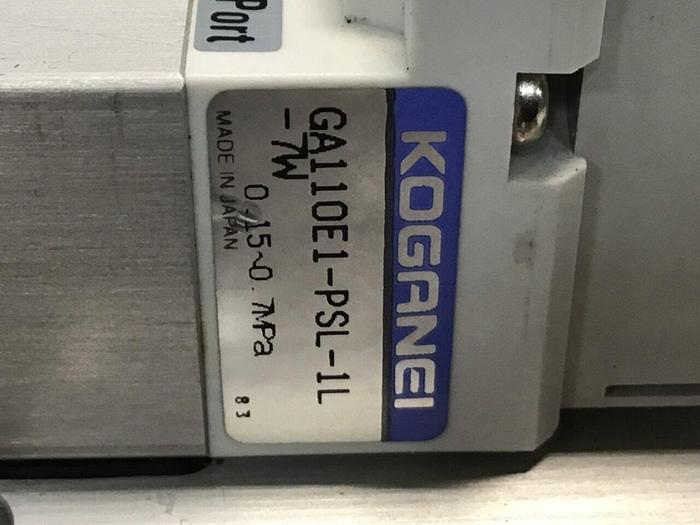 Port
KOGANEI
GA110E1-PSL-1L
-7W
0.15~0.7MPa
MADE IN JAPAN
83